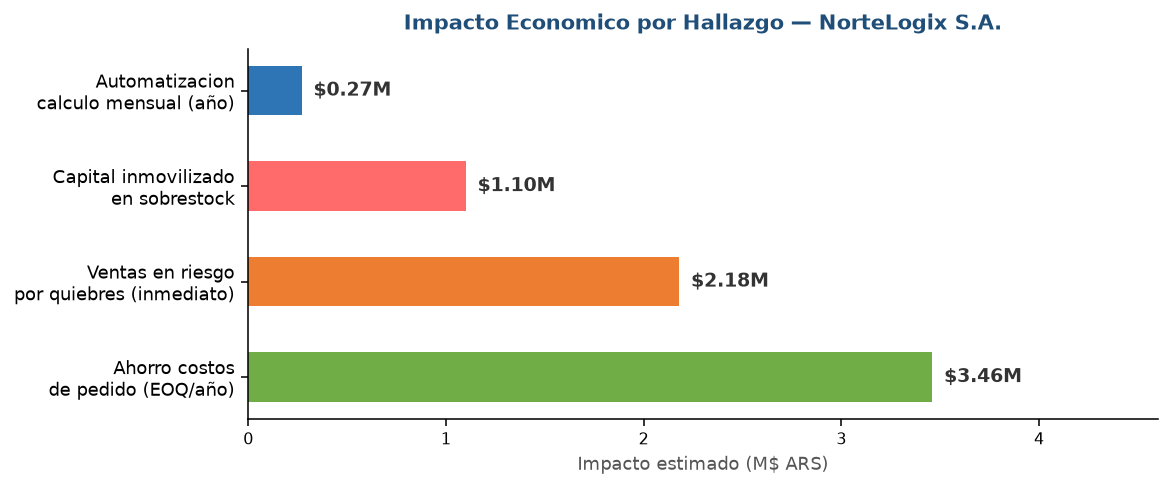 Impacto Economico por Hallazgo — NorteLogix S.A.
Automatizacion
calculo mensual (año)
$0.27M
Capital inmovilizado
en sobrestock
$1.10M
Ventas en riesgo
por quiebres (inmediato)
$2.18M
Ahorro costos
de pedido (EOQ/año)
$3.46M
0 1 2 3 4
Impacto estimado (M$ ARS)